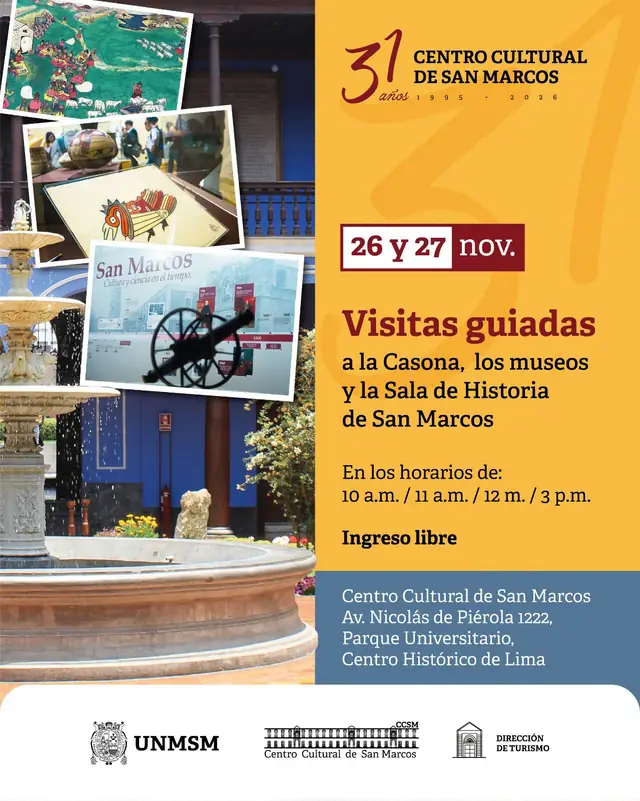 31 años
CENTRO CULTURAL
DE SAN MARCOS
1995 - 2026
26 y 27 nov.
Visitas guiadas
a la Casona, los museos
y la Sala de Historia
de San Marcos
En los horarios de:
10 a.m. / 11 a.m. / 12 m. / 3 p.m.
Ingreso libre
Centro Cultural de San Marcos
Av. Nicolás de Piérola 1222,
Parque Universitario,
Centro Histórico de Lima
San Marcos
Cultura y ciencia en el tiempo.
UNMSM
CCSM
Centro Cultural de San Marcos
DIRECCIÓN
DE TURISMO